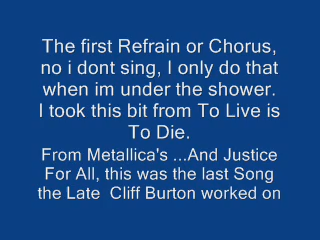 The first Refrain or Chorus,
no i dont sing, I only do that
when im under the shower.
I took this bit from To Live is
To Die.
From Metallica's ...And Justice
For All, this was the last Song
the Late  Cliff Burton worked on